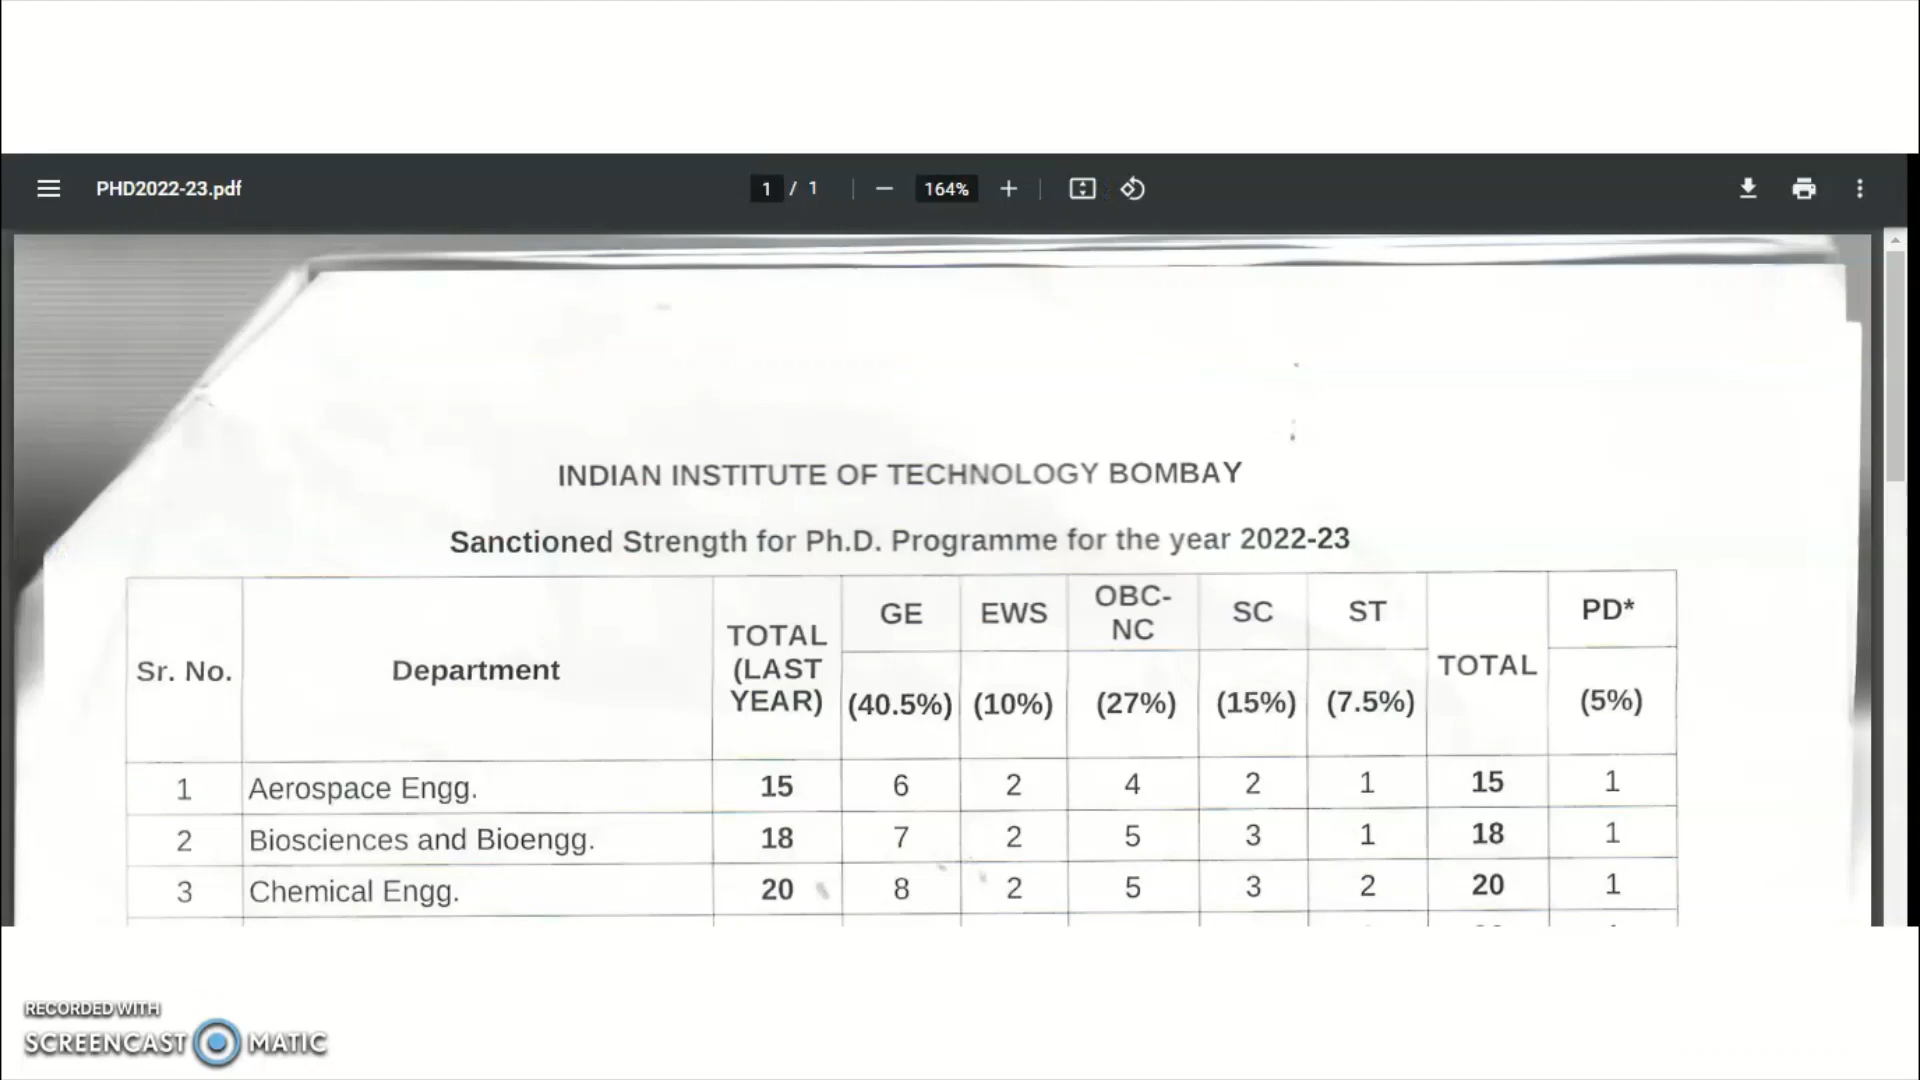 PHD2022-23.pdf
1 / 1
164%
INDIAN INSTITUTE OF TECHNOLOGY BOMBAY
Sanctioned Strength for Ph.D. Programme for the year 2022-23
Sr. No. Department TOTAL (LAST YEAR) GE EWS OBC-NC SC ST TOTAL PD*
(40.5%) (10%) (27%) (15%) (7.5%) (5%)
1 Aerospace Engg. 15 6 2 4 2 1 15 1
2 Biosciences and Bioengg. 18 7 2 5 3 1 18 1
3 Chemical Engg. 20 8 2 5 3 2 20 1
RECORDED WITH
SCREENCAST MATIC